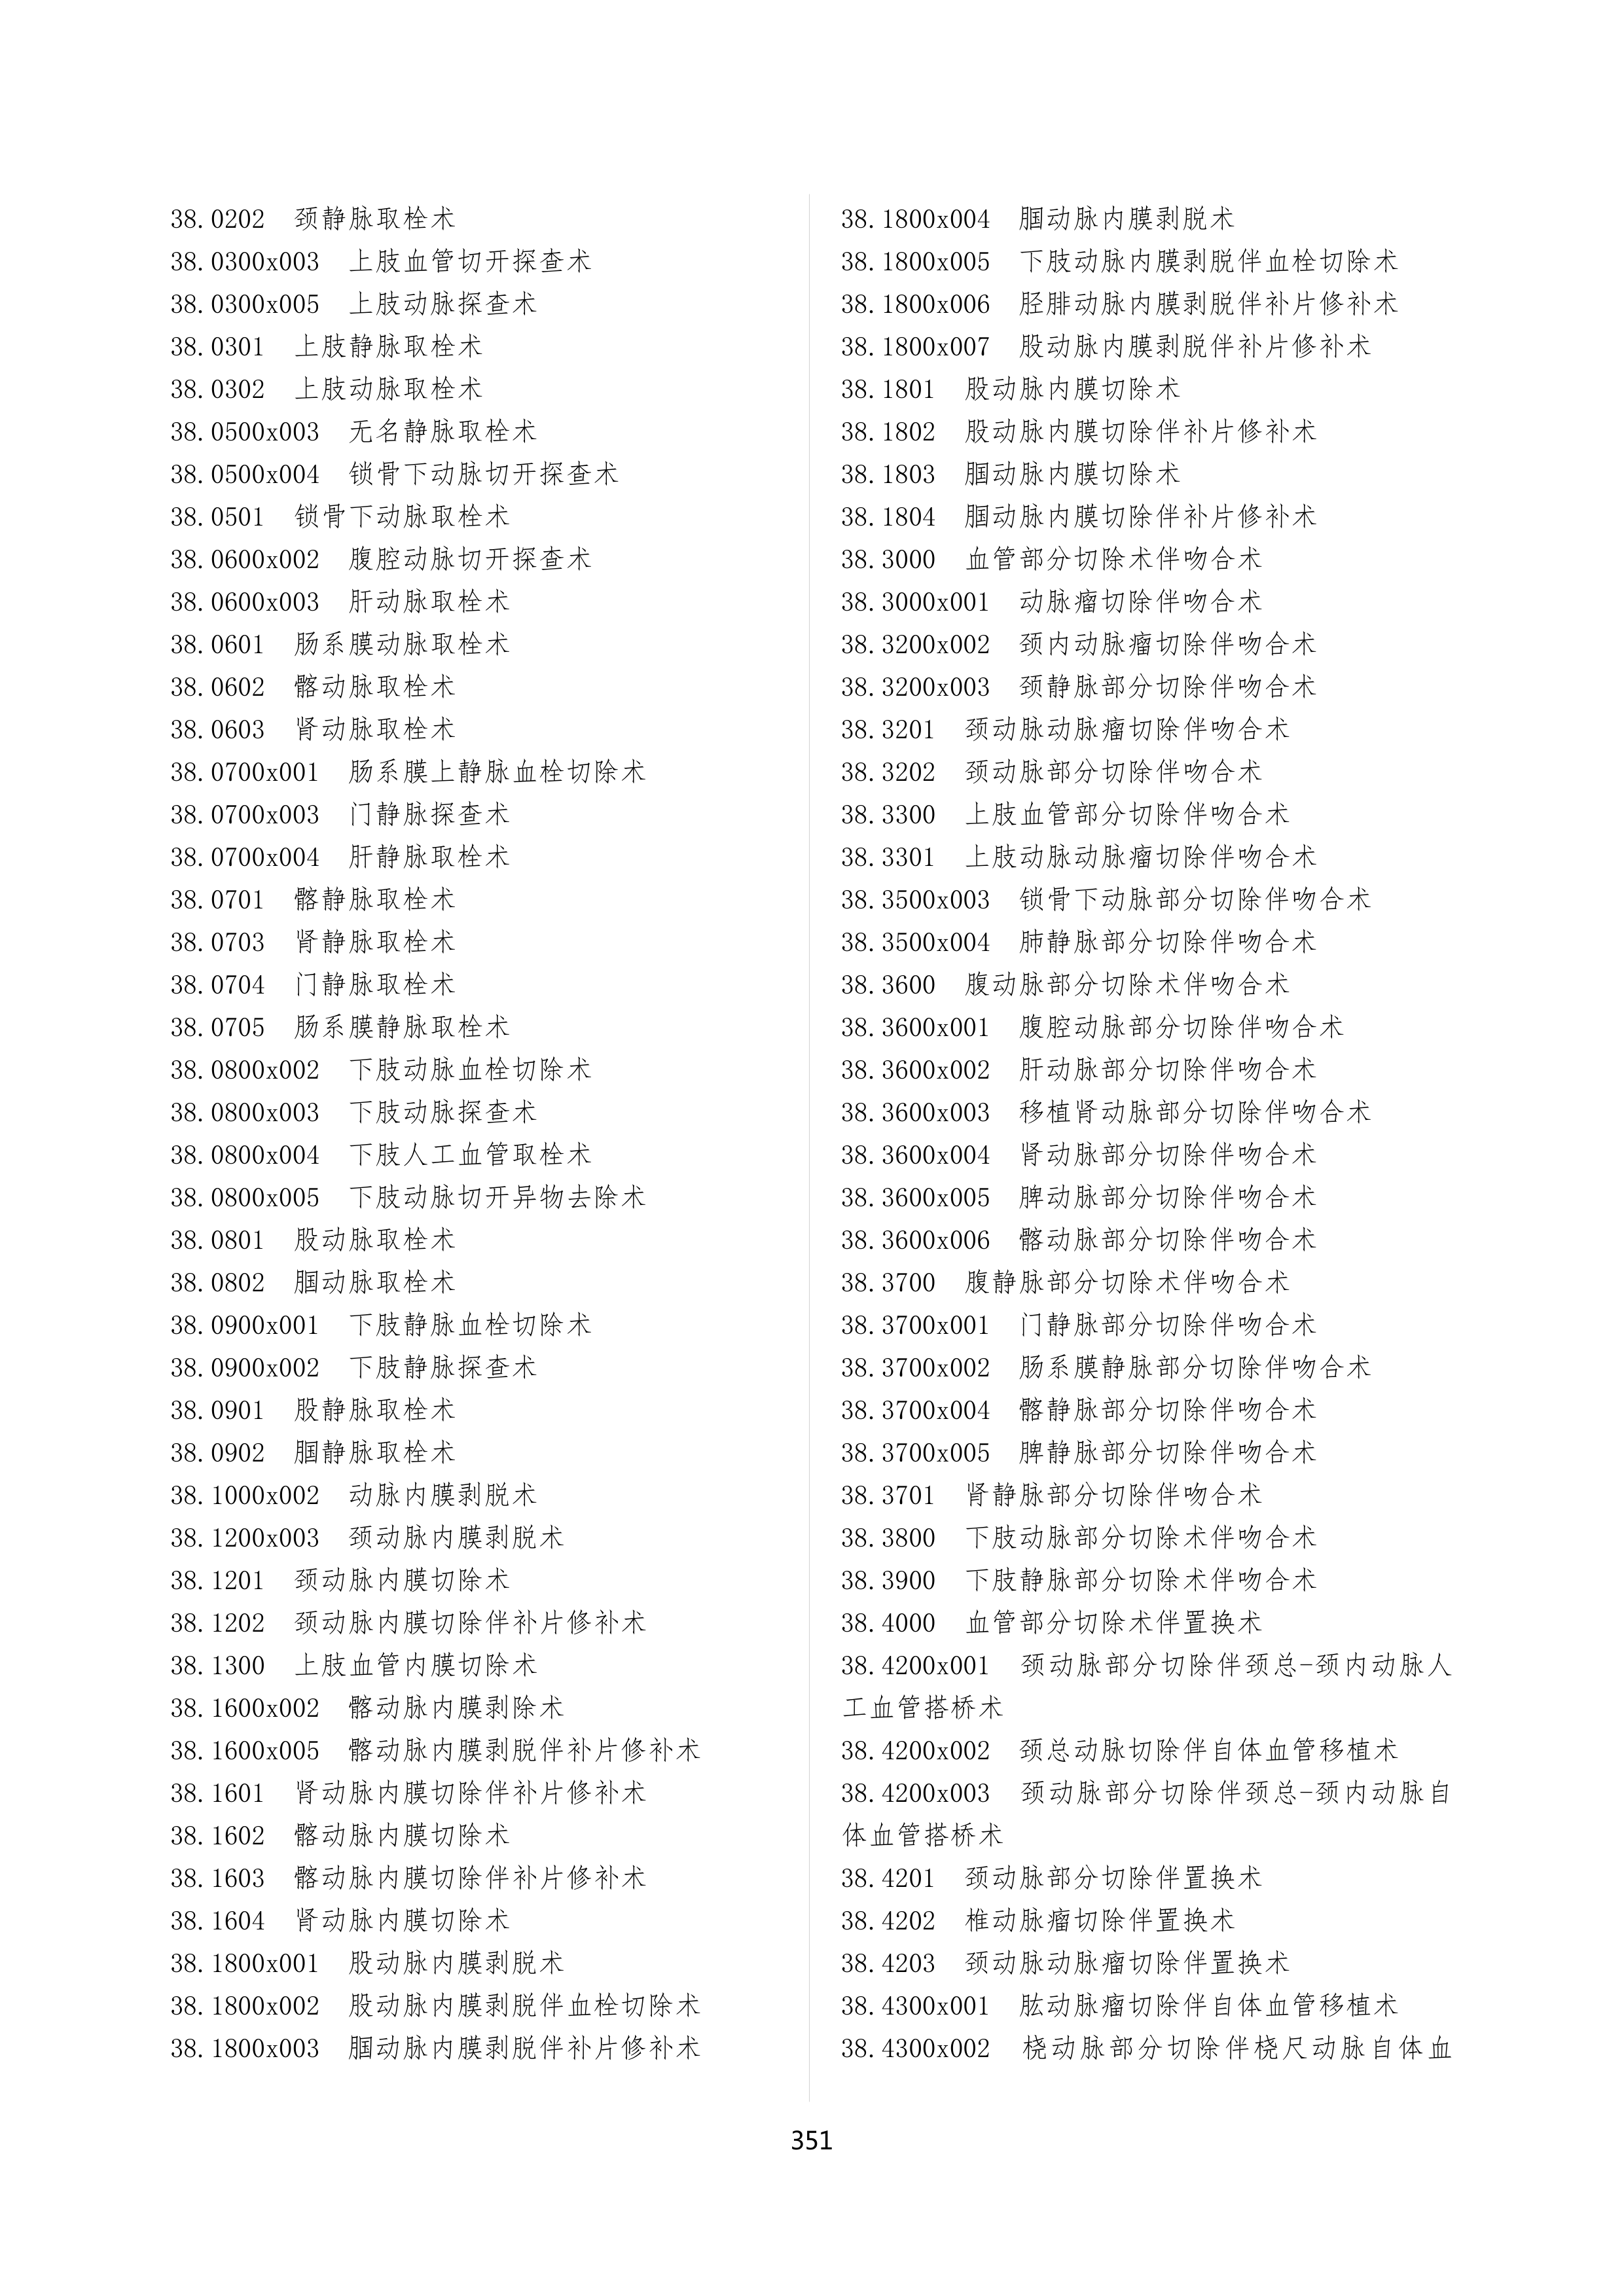 38.0202 颈静脉取栓术
38.0300x003 上肢血管切开探查术
38.0300x005 上肢动脉探查术
38.0301 上肢静脉取栓术
38.0302 上肢动脉取栓术
38.0500x003 无名静脉取栓术
38.0500x004 锁骨下动脉切开探查术
38.0501 锁骨下动脉取栓术
38.0600x002 腹腔动脉切开探查术
38.0600x003 肝动脉取栓术
38.0601 肠系膜动脉取栓术
38.0602 髂动脉取栓术
38.0603 肾动脉取栓术
38.0700x001 肠系膜上静脉血栓切除术
38.0700x003 门静脉探查术
38.0700x004 肝静脉取栓术
38.0701 髂静脉取栓术
38.0703 肾静脉取栓术
38.0704 门静脉取栓术
38.0705 肠系膜静脉取栓术
38.0800x002 下肢动脉血栓切除术
38.0800x003 下肢动脉探查术
38.0800x004 下肢人工血管取栓术
38.0800x005 下肢动脉切开异物去除术
38.0801 股动脉取栓术
38.0802 腘动脉取栓术
38.0900x001 下肢静脉血栓切除术
38.0900x002 下肢静脉探查术
38.0901 股静脉取栓术
38.0902 腘静脉取栓术
38.1000x002 动脉内膜剥脱术
38.1200x003 颈动脉内膜剥脱术
38.1201 颈动脉内膜切除术
38.1202 颈动脉内膜切除伴补片修补术
38.1300 上肢血管内膜切除术
38.1600x002 髂动脉内膜剥除术
38.1600x005 髂动脉内膜剥脱伴补片修补术
38.1601 肾动脉内膜切除伴补片修补术
38.1602 髂动脉内膜切除术
38.1603 髂动脉内膜切除伴补片修补术
38.1604 肾动脉内膜切除术
38.1800x001 股动脉内膜剥脱术
38.1800x002 股动脉内膜剥脱伴血栓切除术
38.1800x003 腘动脉内膜剥脱伴补片修补术
38.1800x004 腘动脉内膜剥脱术
38.1800x005 下肢动脉内膜剥脱伴血栓切除术
38.1800x006 胫腓动脉内膜剥脱伴补片修补术
38.1800x007 股动脉内膜剥脱伴补片修补术
38.1801 股动脉内膜切除术
38.1802 股动脉内膜切除伴补片修补术
38.1803 腘动脉内膜切除术
38.1804 腘动脉内膜切除伴补片修补术
38.3000 血管部分切除术伴吻合术
38.3000x001 动脉瘤切除伴吻合术
38.3200x002 颈内动脉瘤切除伴吻合术
38.3200x003 颈静脉部分切除伴吻合术
38.3201 颈动脉动脉瘤切除伴吻合术
38.3202 颈动脉部分切除伴吻合术
38.3300 上肢血管部分切除伴吻合术
38.3301 上肢动脉动脉瘤切除伴吻合术
38.3500x003 锁骨下动脉部分切除伴吻合术
38.3500x004 肺静脉部分切除伴吻合术
38.3600 腹动脉部分切除术伴吻合术
38.3600x001 腹腔动脉部分切除伴吻合术
38.3600x002 肝动脉部分切除伴吻合术
38.3600x003 移植肾动脉部分切除伴吻合术
38.3600x004 肾动脉部分切除伴吻合术
38.3600x005 脾动脉部分切除伴吻合术
38.3600x006 髂动脉部分切除伴吻合术
38.3700 腹静脉部分切除术伴吻合术
38.3700x001 门静脉部分切除伴吻合术
38.3700x002 肠系膜静脉部分切除伴吻合术
38.3700x004 髂静脉部分切除伴吻合术
38.3700x005 脾静脉部分切除伴吻合术
38.3701 肾静脉部分切除伴吻合术
38.3800 下肢动脉部分切除术伴吻合术
38.3900 下肢静脉部分切除术伴吻合术
38.4000 血管部分切除术伴置换术
38.4200x001 颈动脉部分切除伴颈总-颈内动脉人
工血管搭桥术
38.4200x002 颈总动脉切除伴自体血管移植术
38.4200x003 颈动脉部分切除伴颈总-颈内动脉自
体血管搭桥术
38.4201 颈动脉部分切除伴置换术
38.4202 椎动脉瘤切除伴置换术
38.4203 颈动脉动脉瘤切除伴置换术
38.4300x001 肱动脉瘤切除伴自体血管移植术
38.4300x002 桡动脉部分切除伴桡尺动脉自体血
351